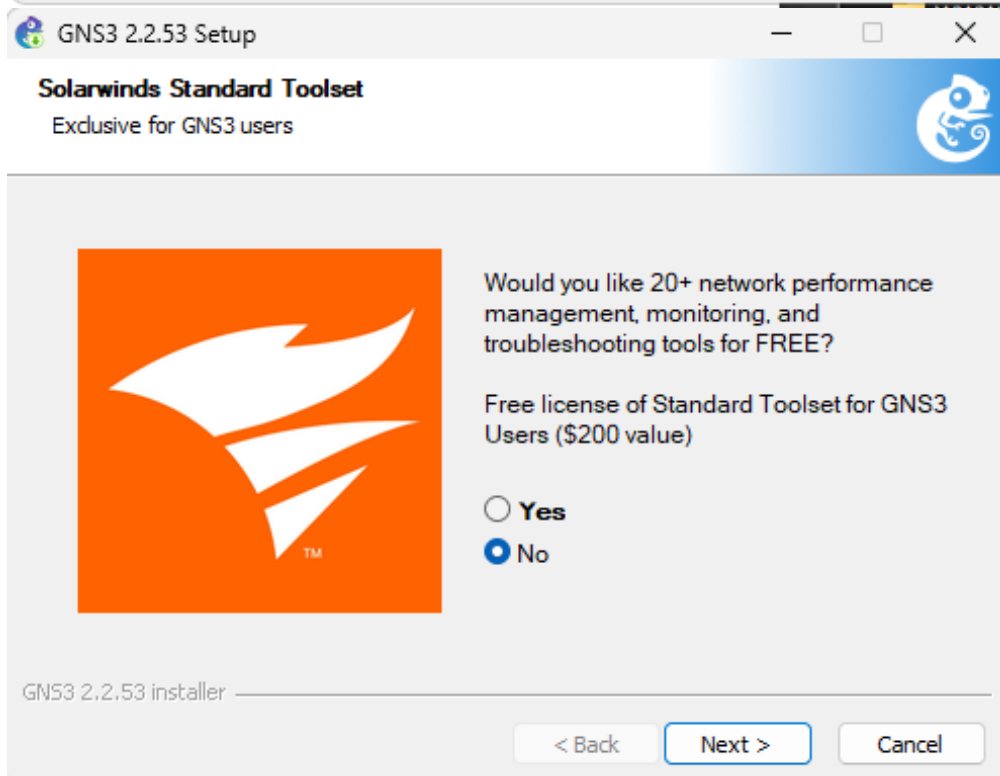 GNS3 2.2.53 Setup
Solarwinds Standard Toolset
Exclusive for GNS3 users
Would you like 20+ network performance
management, monitoring, and
troubleshooting tools for FREE?
Free license of Standard Toolset for GNS3
Users ($200 value)
Yes
No
TM
GNS3 2.2.53 installer
< Back
Next >
Cancel